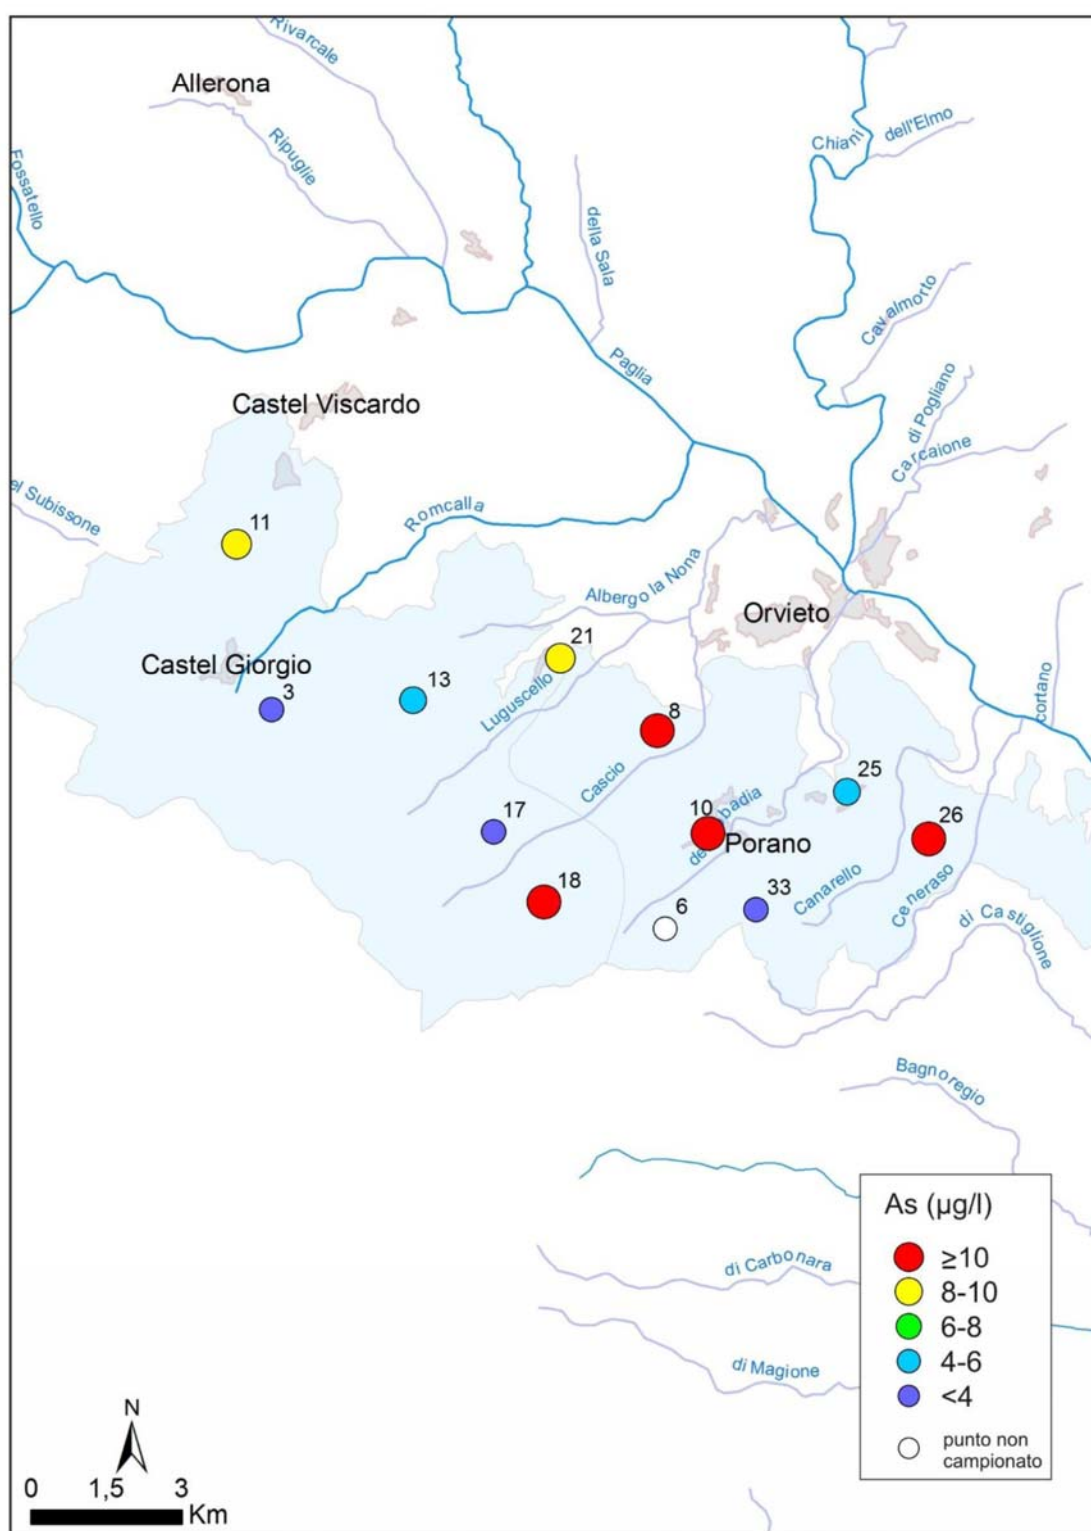 Rivarcale
Allerona
Ripuglie
Chiani
dell'Elmo
Fossatello
della Sala
Cavalmorto
Paglia
di Pogliano
Castel Viscardo
Carcaione
el Subissone
Romcalla
11
Albergo la Nona
Orvieto
21
Castel Giorgio
3
13
Luguscello
cortano
8
Cascio
25
17
10
badia
de
Porano
26
18
33
Canarello
Ceneraso
6
di Castiglione
Bagnoregio
As (µg/l)
≥10
8-10
6-8
4-6
<4
punto non
campionato
di Carbonara
di Magione
N
0 1,5 3
Km